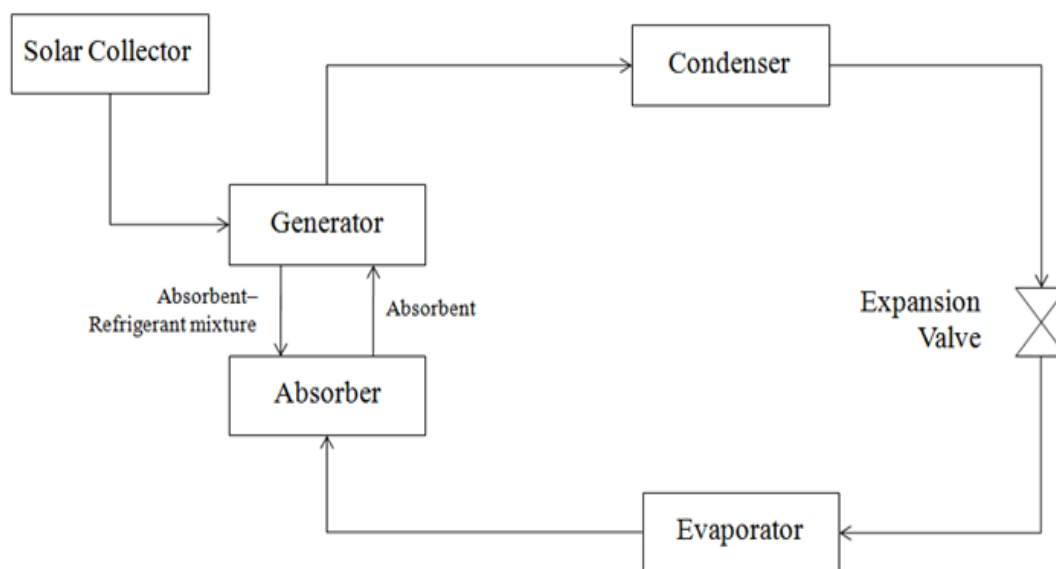 Solar Collector
Condenser
Generator
Absorbent–
Refrigerant mixture
Absorbent
Expansion
Valve
Absorber
Evaporator